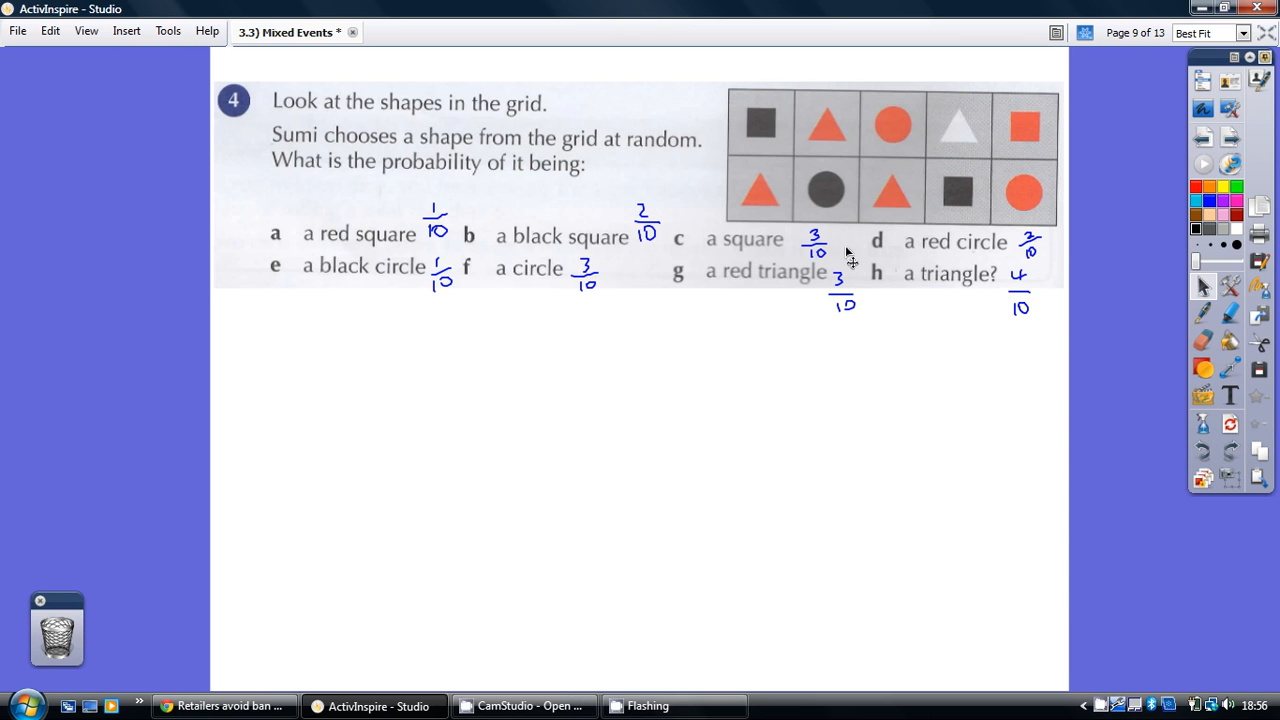 ActivInspire - Studio
File Edit View Insert Tools Help
3.3) Mixed Events *
Page 9 of 13
Best Fit
4 Look at the shapes in the grid.
Sumi chooses a shape from the grid at random.
What is the probability of it being:
a a red square 1/10 b a black square 2/10 c a square 3/10 d a red circle 2/10
e a black circle 1/10 f a circle 3/10 g a red triangle 3/10 h a triangle? 4/10
Retailers avoid ban ...
ActivInspire - Studio
CamStudio - Open ...
Flashing
18:56